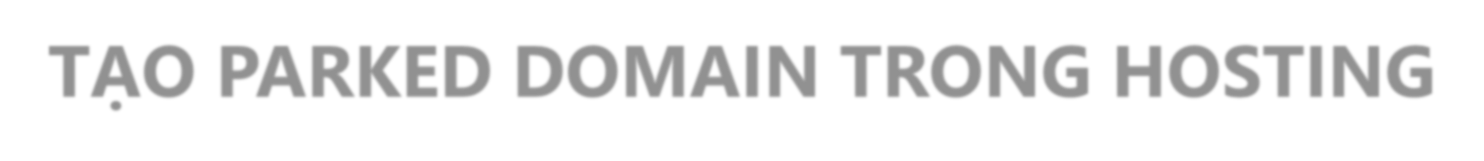 TẠO PARKED DOMAIN TRONG HOSTING